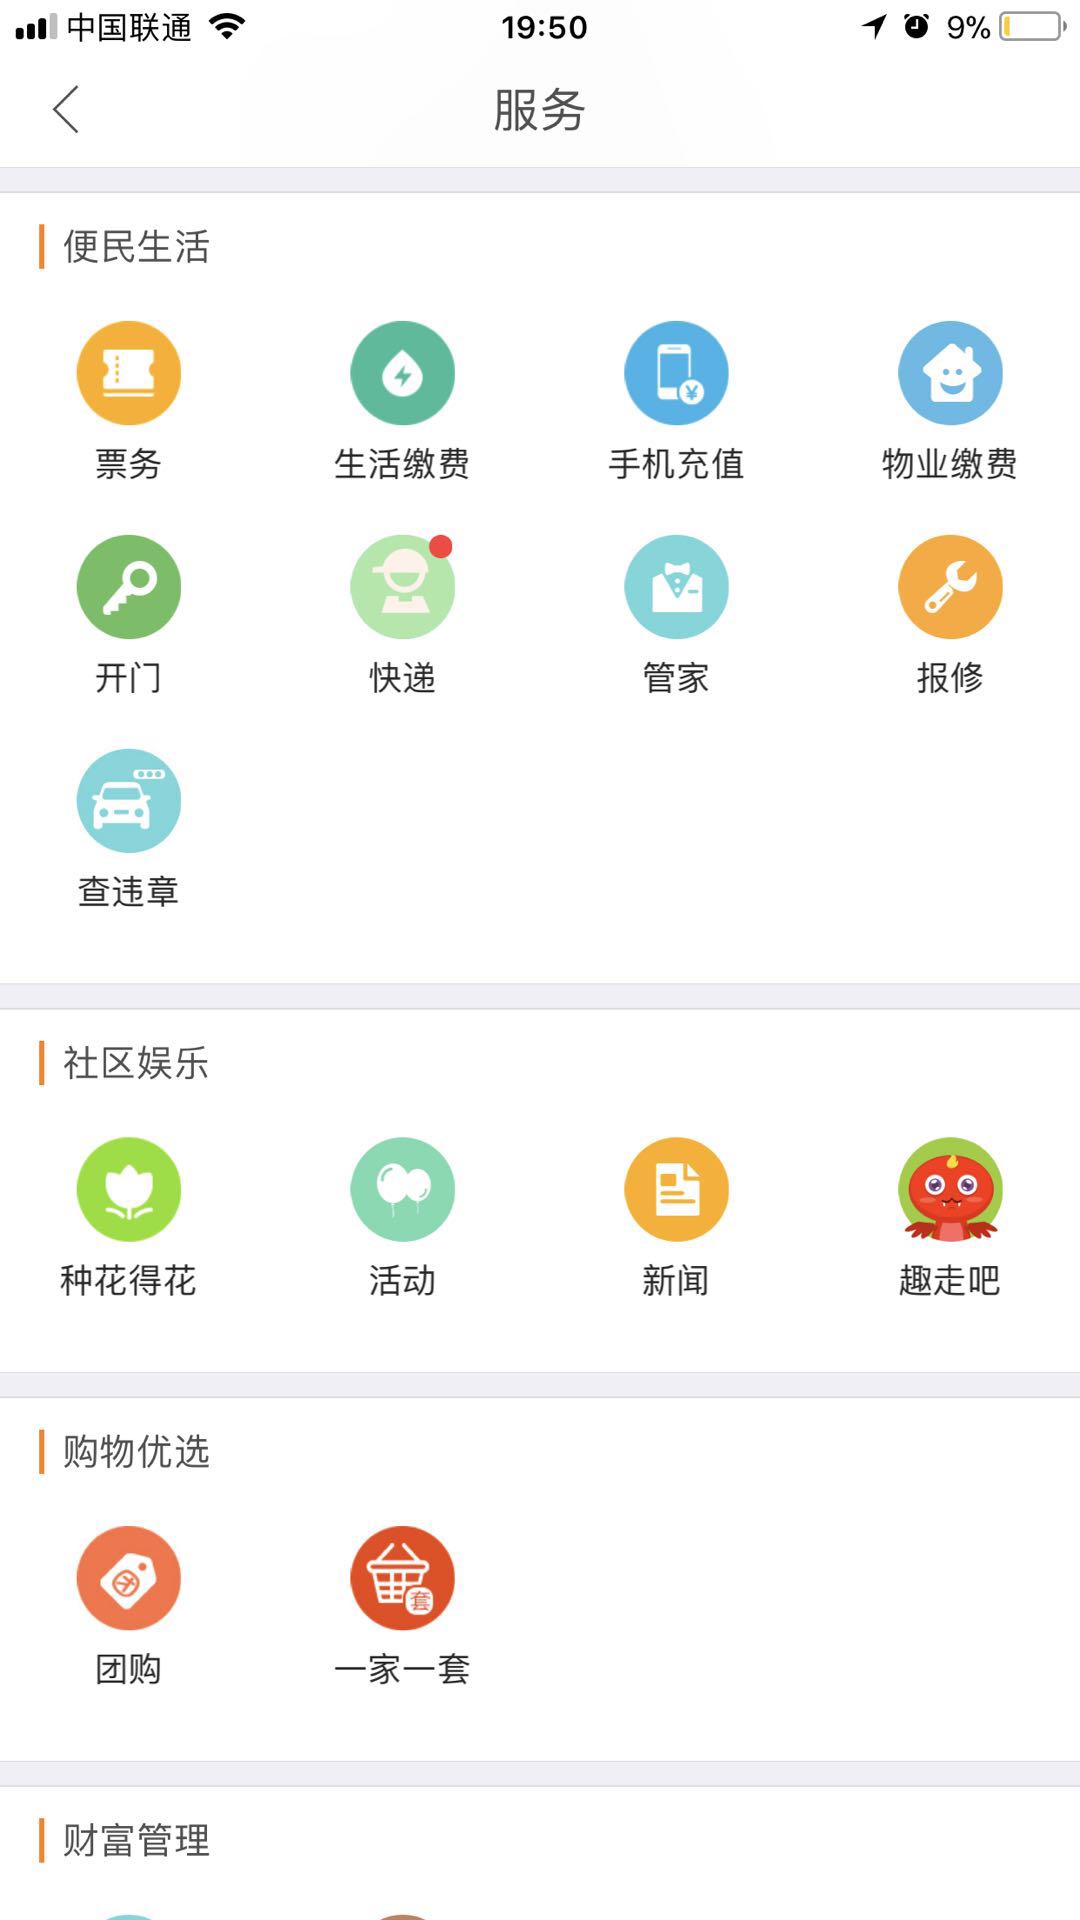 中国联通 19:50 9%
服务
便民生活
票务 生活缴费 手机充值 物业缴费
开门 快递 管家 报修
查违章
社区娱乐
种花得花 活动 新闻 趣走吧
购物优选
套
团购 一家一套
财富管理